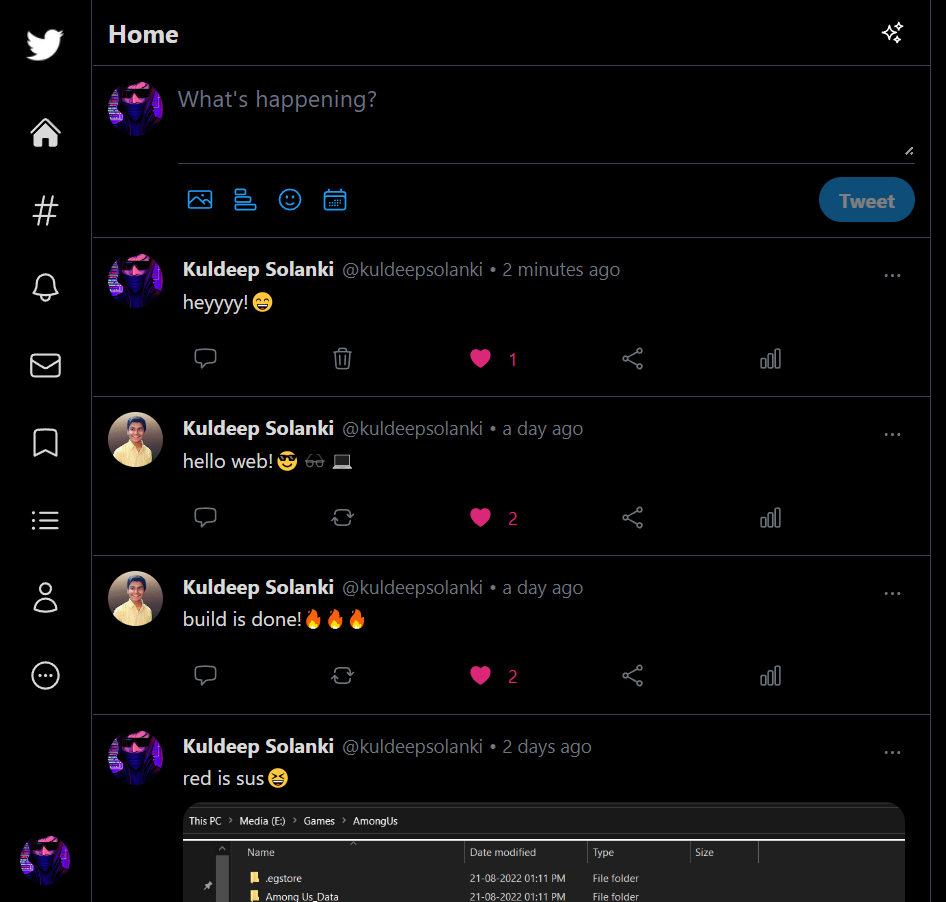 Home
What's happening?
Tweet
Kuldeep Solanki @kuldeepsolanki • 2 minutes ago
heyyyy!😄
1
Kuldeep Solanki @kuldeepsolanki • a day ago
hello web!😎👓💻
2
Kuldeep Solanki @kuldeepsolanki • a day ago
build is done!🔥🔥🔥
2
Kuldeep Solanki @kuldeepsolanki • 2 days ago
red is sus😆
This PC > Media (E:) > Games > AmongUs
Name Date modified Type Size
.egstore 21-08-2022 01:11 PM File folder
Among Us_Data 21-08-2022 01:11 PM File folder